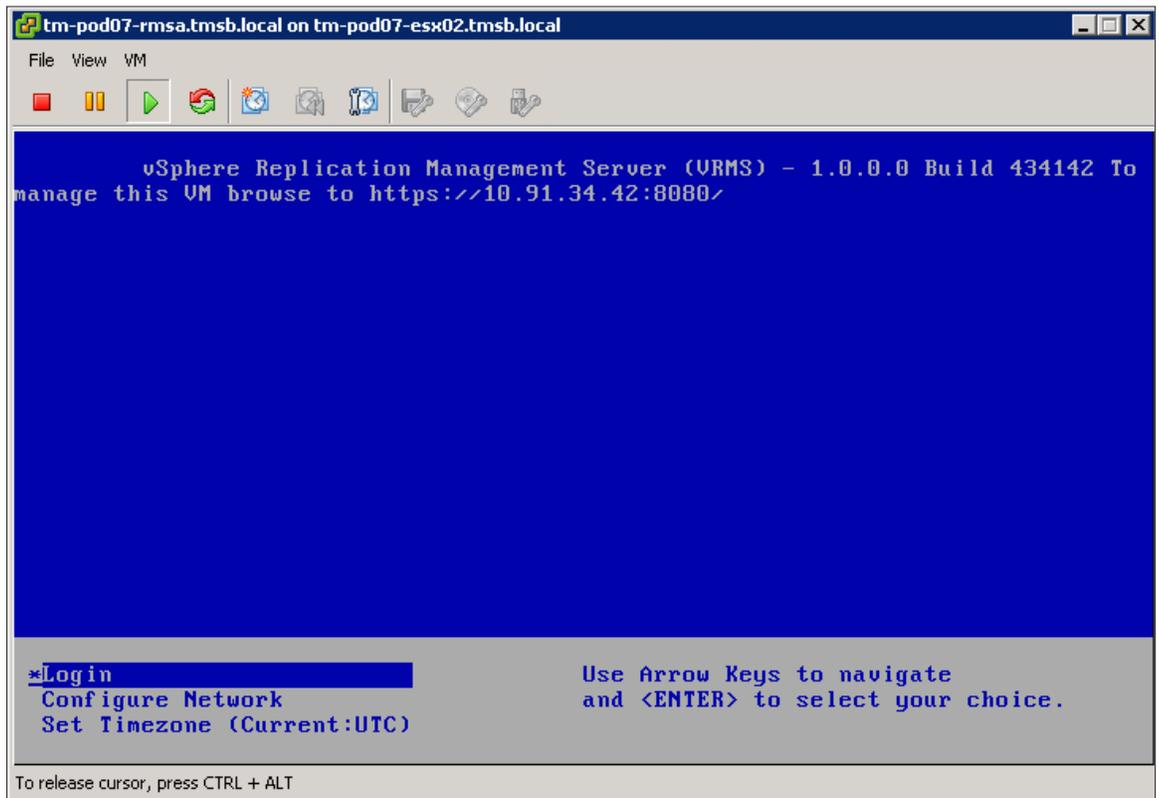 tm-pod07-rmsa.tmsb.local on tm-pod07-esx02.tmsb.local
File View VM
vSphere Replication Management Server (VRMS) - 1.0.0.0 Build 434142 To
manage this VM browse to https://10.91.34.42:8080/
*Login
Configure Network
Set Timezone (Current:UTC)
Use Arrow Keys to navigate
and <ENTER> to select your choice.
To release cursor, press CTRL + ALT